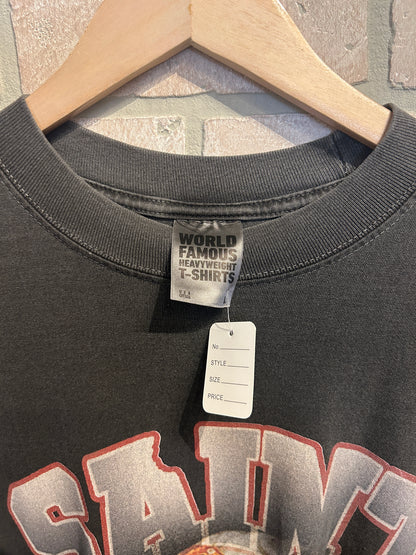 WORLD
FAMOUS
HEAVYWEIGHT
T-SHIRTS
No
STYLE
SIZE
PRICE
SAINT